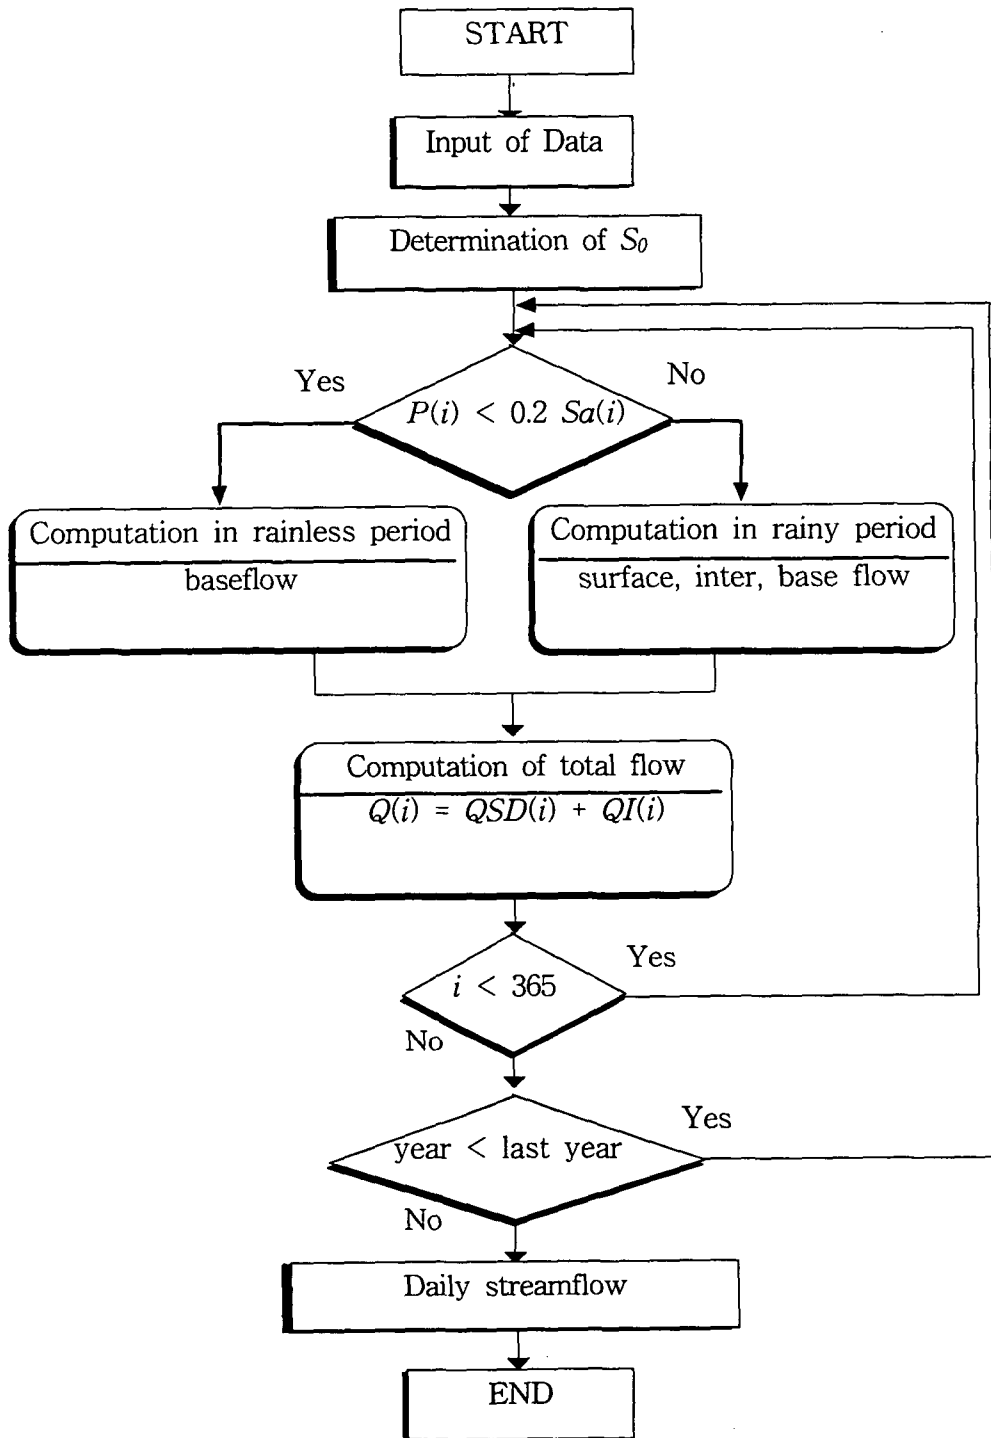 START
Input of Data
Determination of S0
Yes
No
P(i) < 0.2 Sa(i)
Computation in rainless period
baseflow
Computation in rainy period
surface, inter, base flow
Computation of total flow
Q(i) = QSD(i) + QI(i)
i < 365
Yes
No
year < last year
Yes
No
Daily streamflow
END